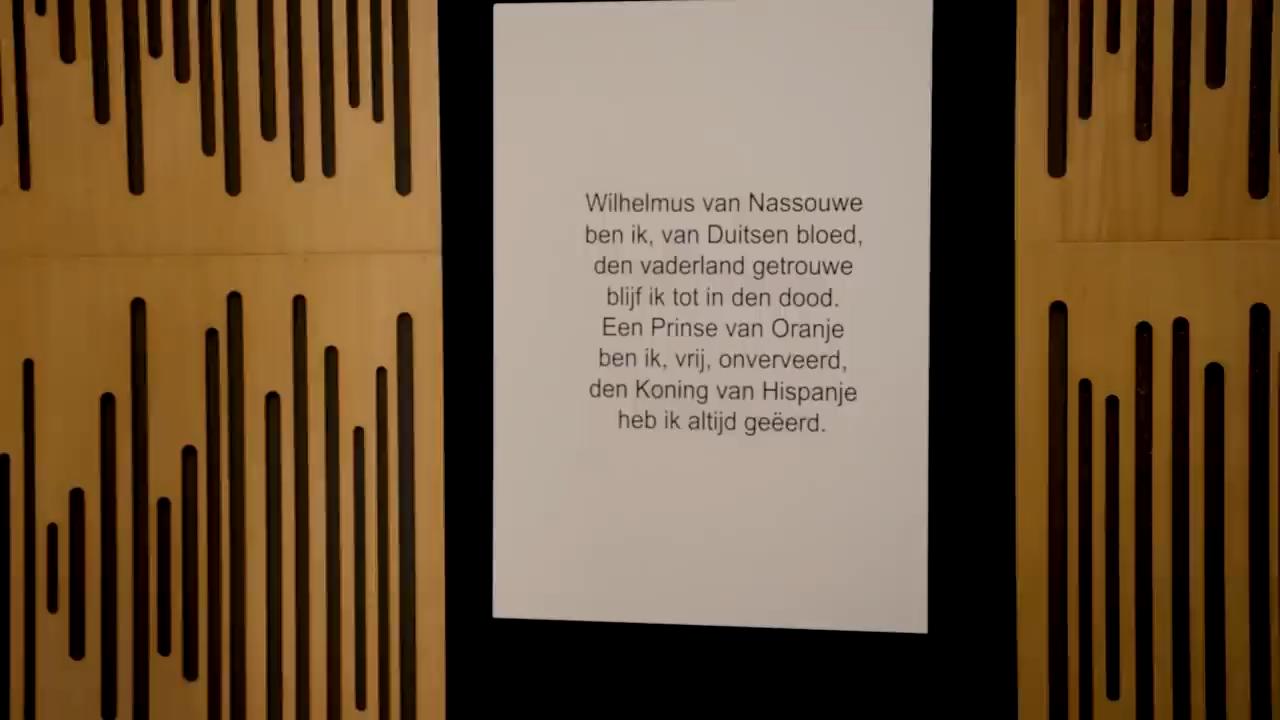 Wilhelmus van Nassouwe
ben ik, van Duitsen bloed,
den vaderland getrouwe
blijf ik tot in den dood.
Een Prinse van Oranje
ben ik, vrij, onverveerd,
den Koning van Hispanje
heb ik altijd geëerd.